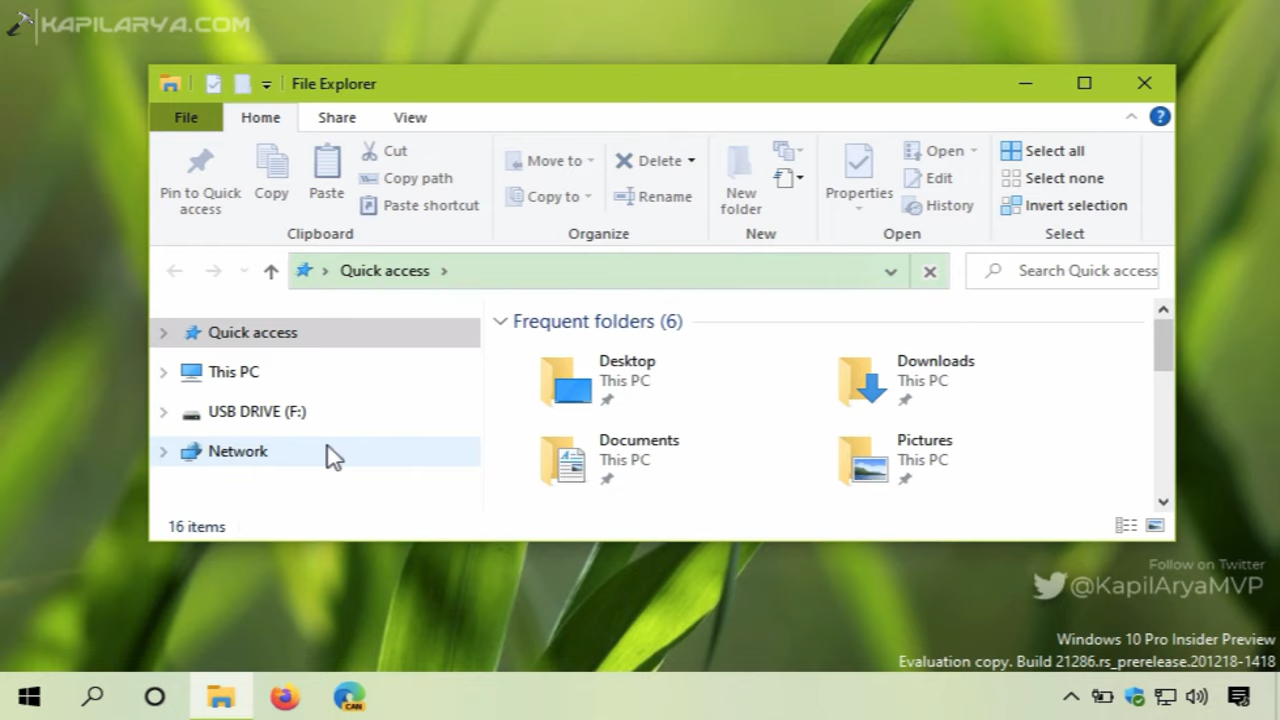 KAPILARYA.COM
File Explorer
File Home Share View
Pin to Quick access
Copy
Paste
Cut
Copy path
Paste shortcut
Clipboard
Move to
Copy to
Delete
Rename
Organize
New folder
New
Properties
Open
Edit
History
Open
Select all
Select none
Invert selection
Select
Quick access
Search Quick access
Quick access
This PC
USB DRIVE (F:)
Network
Frequent folders (6)
Desktop
This PC
Downloads
This PC
Documents
This PC
Pictures
This PC
16 items
Follow on Twitter
@KapilAryaMVP
Windows 10 Pro Insider Preview
Evaluation copy. Build 21286.rs_prerelease.201218-1418
CAN